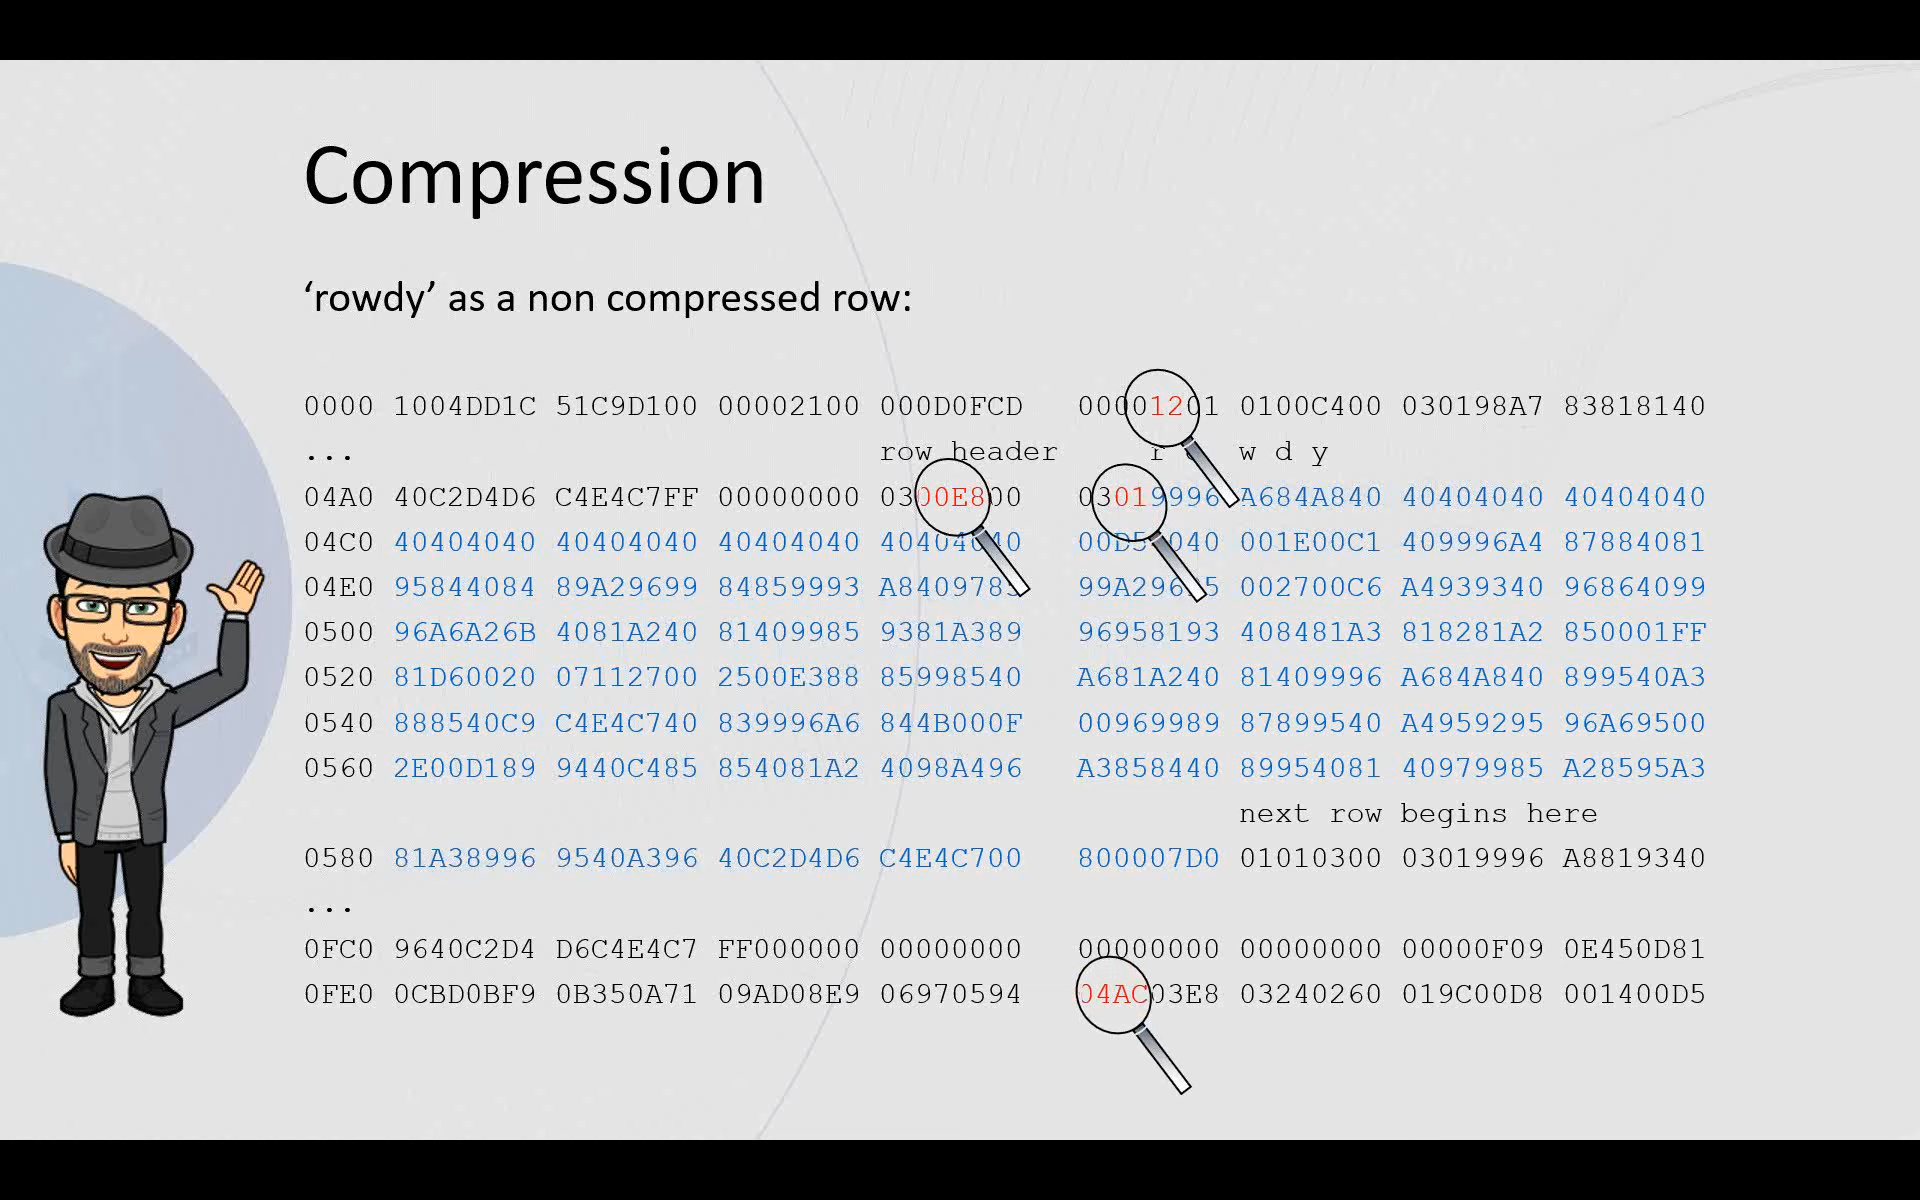 Compression
‘rowdy’ as a non compressed row:
0000 1004DD1C 51C9D100 00002100 000D0FCD 00001201 0100C400 030198A7 83818140
... row header r w d y
04A0 40C2D4D6 C4E4C7FF 00000000 0300E800 03019996 A684A840 40404040 40404040
04C0 40404040 40404040 40404040 40404040 001E00C1 409996A4 87884081
04E0 95844084 89A29699 84859993 002700C6 A4939340 96864099
0500 96A6A26B 4081A240 81409985 9381A389 96958193 408481A3 818281A2 850001FF
0520 81D60020 07112700 2500E388 85998540 A681A240 81409996 A684A840 899540A3
0540 888540C9 C4E4C740 839996A6 844B000F 00969989 87899540 A4959295 96A69500
0560 2E00D189 9440C485 854081A2 4098A496 A3858440 89954081 40979985 A28595A3
next row begins here
0580 81A38996 9540A396 40C2D4D6 C4E4C700 800007D0 01010300 03019996 A8819340
...
0FC0 9640C2D4 D6C4E4C7 FF000000 00000000 00000000 00000000 00000F09 0E450D81
0FE0 0CBD0BF9 0B350A71 09AD08E9 06970594 04AC03E8 03240260 019C00D8 001400D5